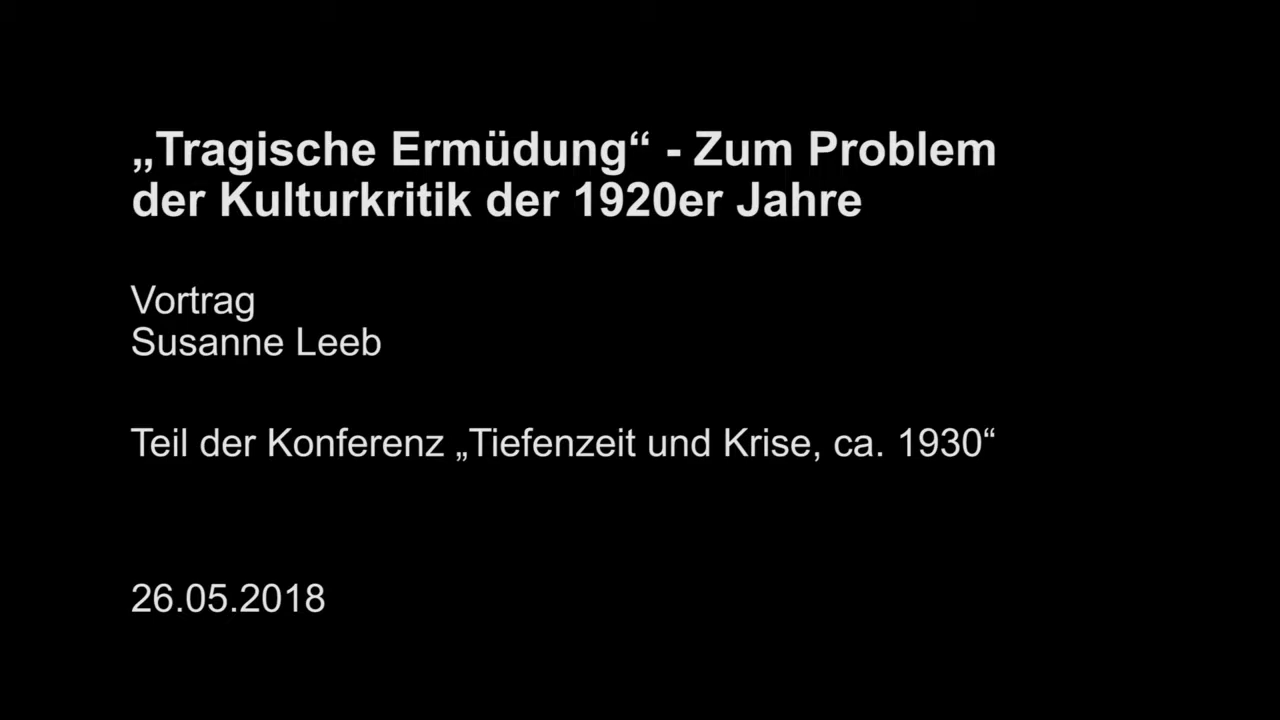 „Tragische Ermüdung“ - Zum Problem
der Kulturkritik der 1920er Jahre
Vortrag
Susanne Leeb
Teil der Konferenz „Tiefenzeit und Krise, ca. 1930“
26.05.2018